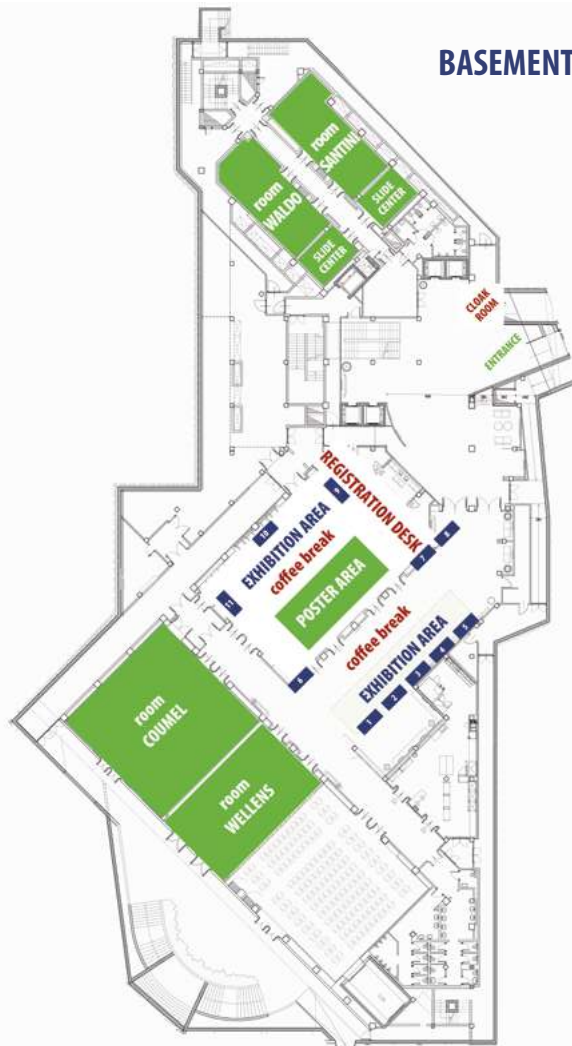 BASEMENT
room
SANTINI
SLIDE
CENTER
room
WALDO
SLIDE
CENTER
CLOAK
ROOM
ENTRANCE
REGISTRATION DESK
9
10
EXHIBITION AREA
coffee break
8
7
11
POSTER AREA
coffee break
EXHIBITION AREA
6
5
4
3
2
1
room
COUMEL
room
WELLENS